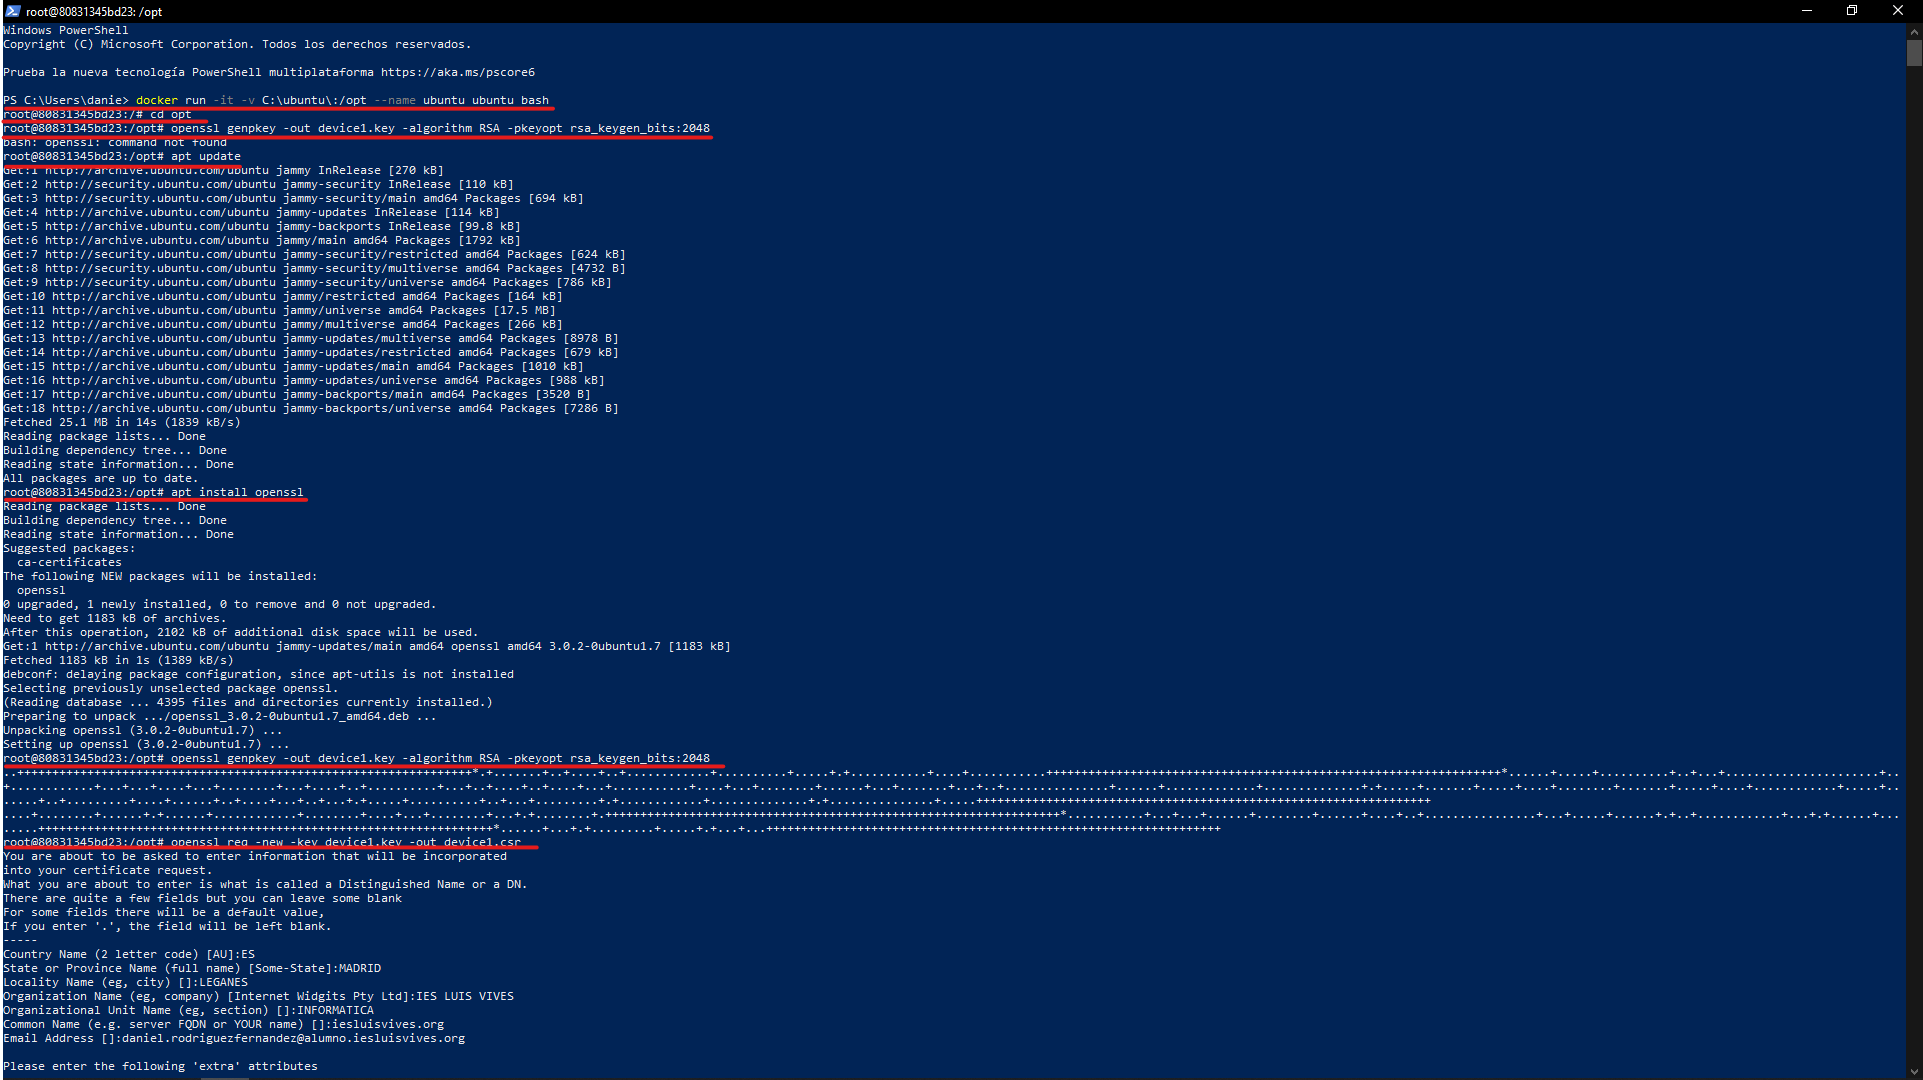 root@80831345bd23: /opt
Windows PowerShell
Copyright (C) Microsoft Corporation. Todos los derechos reservados.
Prueba la nueva tecnología PowerShell multiplataforma https://aka.ms/pscore6
PS C:\Users\danie> docker run -it -v C:\ubuntu\:/opt --name ubuntu ubuntu bash
root@80831345bd23:/# cd opt
root@80831345bd23:/opt# openssl genpkey -out device1.key -algorithm RSA -pkeyopt rsa_keygen_bits:2048
bash: openssl: command not found
root@80831345bd23:/opt# apt update
Get:1 http://archive.ubuntu.com/ubuntu jammy InRelease [270 kB]
Get:2 http://security.ubuntu.com/ubuntu jammy-security InRelease [110 kB]
Get:3 http://security.ubuntu.com/ubuntu jammy-security/main amd64 Packages [694 kB]
Get:4 http://archive.ubuntu.com/ubuntu jammy-updates InRelease [114 kB]
Get:5 http://archive.ubuntu.com/ubuntu jammy-backports InRelease [99.8 kB]
Get:6 http://archive.ubuntu.com/ubuntu jammy/main amd64 Packages [1792 kB]
Get:7 http://security.ubuntu.com/ubuntu jammy-security/restricted amd64 Packages [624 kB]
Get:8 http://security.ubuntu.com/ubuntu jammy-security/multiverse amd64 Packages [4732 B]
Get:9 http://security.ubuntu.com/ubuntu jammy-security/universe amd64 Packages [786 kB]
Get:10 http://archive.ubuntu.com/ubuntu jammy/restricted amd64 Packages [164 kB]
Get:11 http://archive.ubuntu.com/ubuntu jammy/universe amd64 Packages [17.5 MB]
Get:12 http://archive.ubuntu.com/ubuntu jammy/multiverse amd64 Packages [266 kB]
Get:13 http://archive.ubuntu.com/ubuntu jammy-updates/multiverse amd64 Packages [8978 B]
Get:14 http://archive.ubuntu.com/ubuntu jammy-updates/restricted amd64 Packages [679 kB]
Get:15 http://archive.ubuntu.com/ubuntu jammy-updates/main amd64 Packages [1010 kB]
Get:16 http://archive.ubuntu.com/ubuntu jammy-updates/universe amd64 Packages [988 kB]
Get:17 http://archive.ubuntu.com/ubuntu jammy-backports/main amd64 Packages [3520 B]
Get:18 http://archive.ubuntu.com/ubuntu jammy-backports/universe amd64 Packages [7286 B]
Fetched 25.1 MB in 14s (1839 kB/s)
Reading package lists... Done
Building dependency tree... Done
Reading state information... Done
All packages are up to date.
root@80831345bd23:/opt# apt install openssl
Reading package lists... Done
Building dependency tree... Done
Reading state information... Done
Suggested packages:
ca-certificates
The following NEW packages will be installed:
openssl
0 upgraded, 1 newly installed, 0 to remove and 0 not upgraded.
Need to get 1183 kB of archives.
After this operation, 2102 kB of additional disk space will be used.
Get:1 http://archive.ubuntu.com/ubuntu jammy-updates/main amd64 openssl amd64 3.0.2-0ubuntu1.7 [1183 kB]
Fetched 1183 kB in 1s (1389 kB/s)
debconf: delaying package configuration, since apt-utils is not installed
Selecting previously unselected package openssl.
(Reading database ... 4395 files and directories currently installed.)
Preparing to unpack .../openssl_3.0.2-0ubuntu1.7_amd64.deb ...
Unpacking openssl (3.0.2-0ubuntu1.7) ...
Setting up openssl (3.0.2-0ubuntu1.7) ...
root@80831345bd23:/opt# openssl genpkey -out device1.key -algorithm RSA -pkeyopt rsa_keygen_bits:2048
root@80831345bd23:/opt# openssl req -new -key device1.key -out device1.csr
You are about to be asked to enter information that will be incorporated
into your certificate request.
What you are about to enter is what is called a Distinguished Name or a DN.
There are quite a few fields but you can leave some blank
For some fields there will be a default value,
If you enter '.', the field will be left blank.
-----
Country Name (2 letter code) [AU]:ES
State or Province Name (full name) [Some-State]:MADRID
Locality Name (eg, city) []:LEGANES
Organization Name (eg, company) [Internet Widgits Pty Ltd]:IES LUIS VIVES
Organizational Unit Name (eg, section) []:INFORMATICA
Common Name (e.g. server FQDN or YOUR name) []:iesluisvives.org
Email Address []:daniel.rodriguezfernandez@alumno.iesluisvives.org
Please enter the following 'extra' attributes